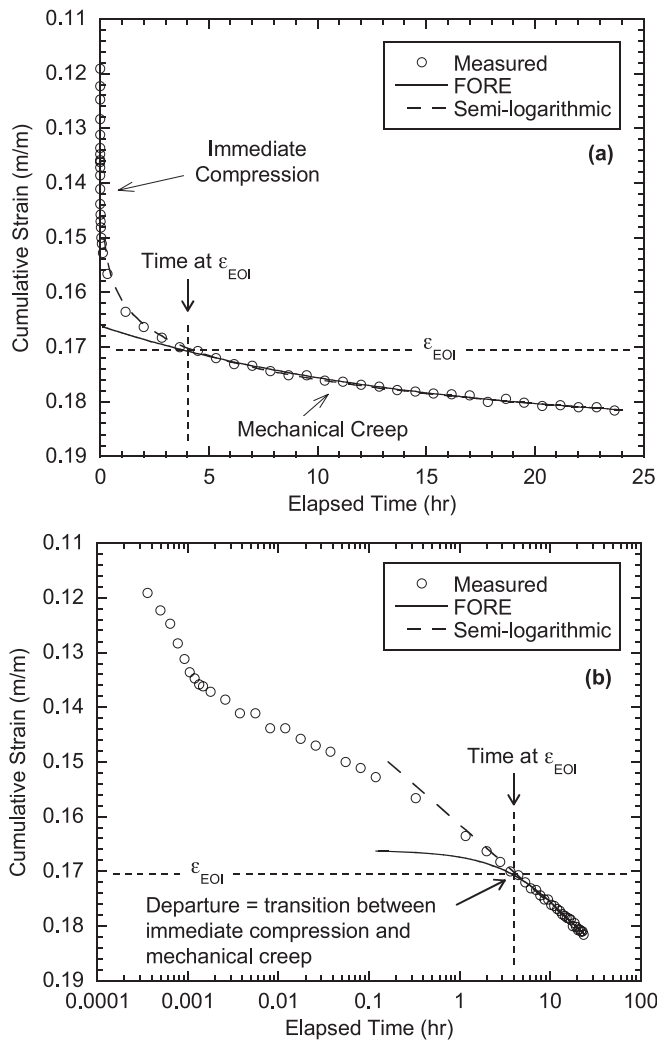 0.11
0.12
0.13
0.14
0.15
0.16
0.17
0.18
0.19
Cumulative Strain (m/m)
Measured
FORE
Semi-logarithmic
(a)
Immediate
Compression
Time at εEOI
εEOI
Mechanical Creep
0 5 10 15 20 25
Elapsed Time (hr)
0.11
0.12
0.13
0.14
0.15
0.16
0.17
0.18
0.19
Cumulative Strain (m/m)
Measured
FORE
Semi-logarithmic
(b)
Time at εEOI
εEOI
Departure = transition between
immediate compression and
mechanical creep
0.0001 0.001 0.01 0.1 1 10 100
Elapsed Time (hr)